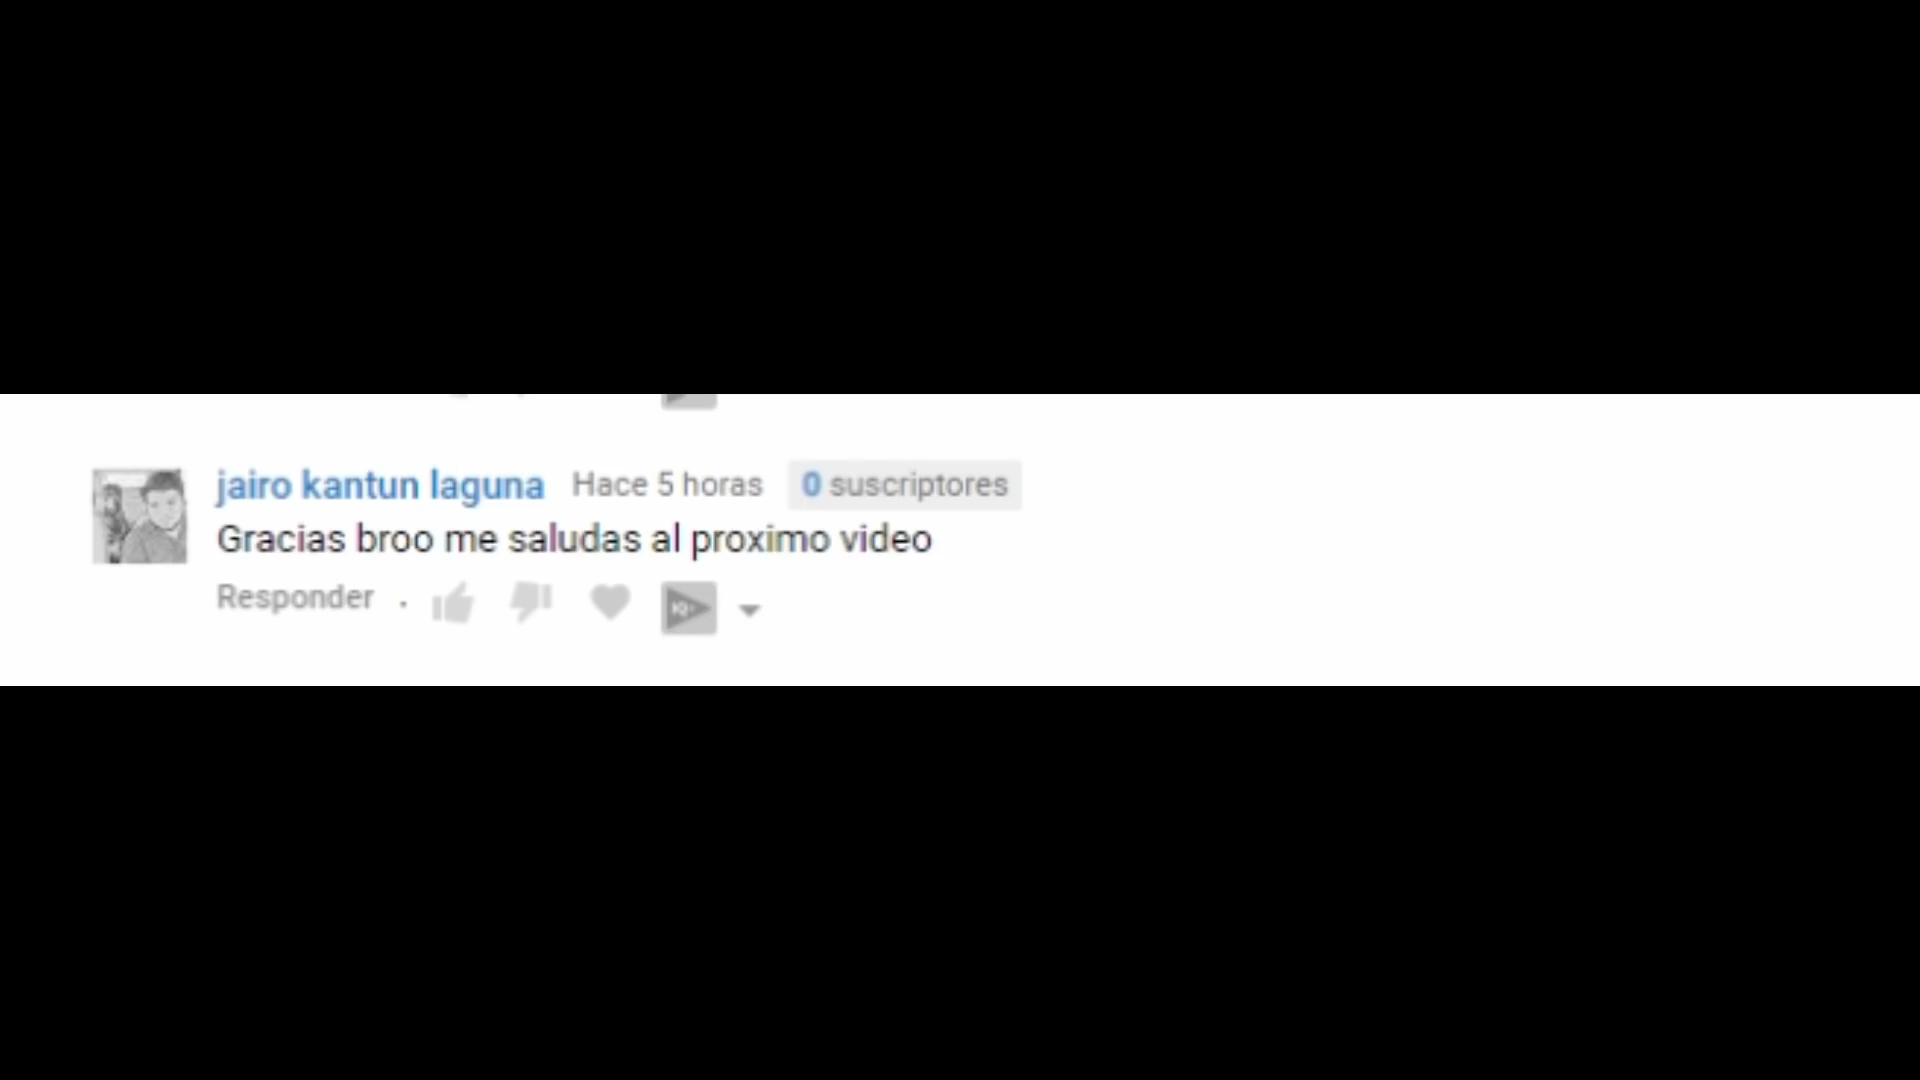 jairo kantun laguna Hace 5 horas 0 suscriptores
Gracias broo me saludas al proximo video
Responder .